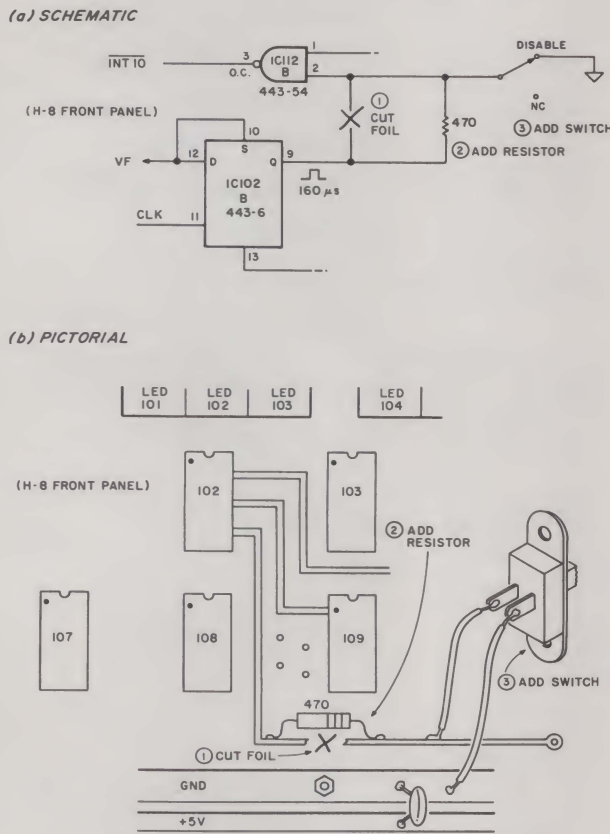 (a) SCHEMATIC
DISABLE
INT 10
3
O.C.
IC112
B
1
2
443-54
(H-8 FRONT PANEL)
① CUT FOIL
470
NC
③ ADD SWITCH
② ADD RESISTOR
10
S
VF
12
D
Q
9
IC102
B
443-6
160 μs
CLK
11
13
(b) PICTORIAL
LED 101
LED 102
LED 103
LED 104
(H-8 FRONT PANEL)
102
103
② ADD RESISTOR
107
108
109
③ ADD SWITCH
470
① CUT FOIL
GND
+5V